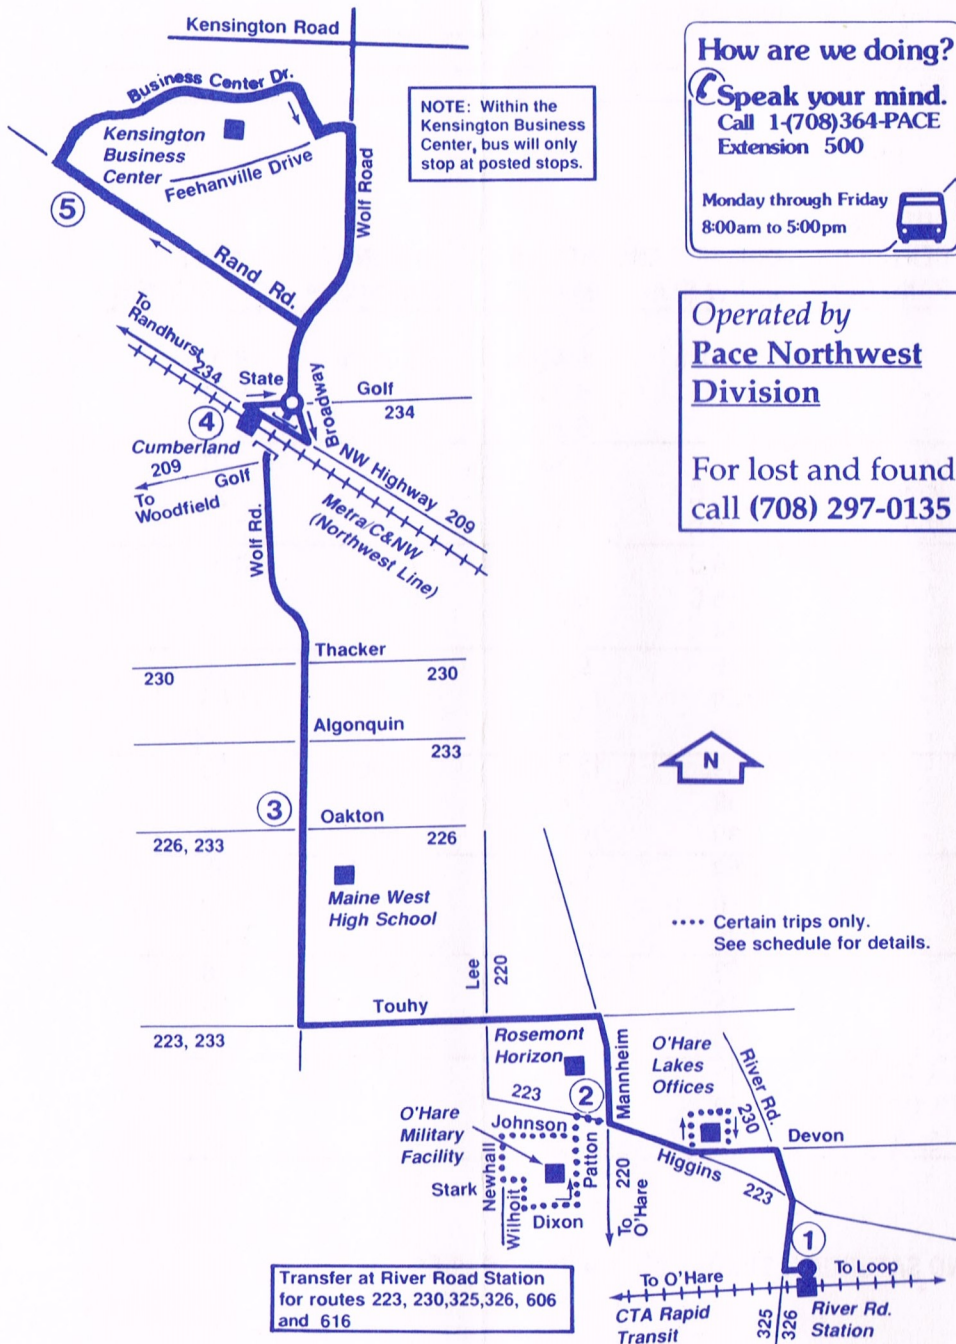 Kensington Road
Business Center Dr.
Kensington
Business
Center
Feehanville Drive
Wolf Road
NOTE: Within the
Kensington Business
Center, bus will only
stop at posted stops.
How are we doing?
Speak your mind.
Call 1-(708)364-PACE
Extension 500
Monday through Friday
8:00am to 5:00pm
5
Rand Rd.
Operated by
Pace Northwest
Division
For lost and found
call (708) 297-0135
To
Randhurst
234
State
Broadway
Golf
234
4
Cumberland
209
Golf
To
Woodfield
NW Highway 209
Metra/C&NW
(Northwest Line)
Wolf Rd.
Thacker
230
230
Algonquin
233
N
3
Oakton
226, 233
226
Maine West
High School
Certain trips only.
See schedule for details.
Lee
220
Touhy
223, 233
Rosemont
Horizon
Mannheim
O'Hare
Lakes
Offices
River Rd.
230
223
2
Devon
O'Hare
Military
Facility
Johnson
Newhall
Patton
Stark
Wilhoit
Dixon
220
To
O'Hare
Higgins
223
1
Transfer at River Road Station
for routes 223, 230,325,326, 606
and 616
To O'Hare
To Loop
CTA Rapid
Transit
325
326
River Rd.
Station